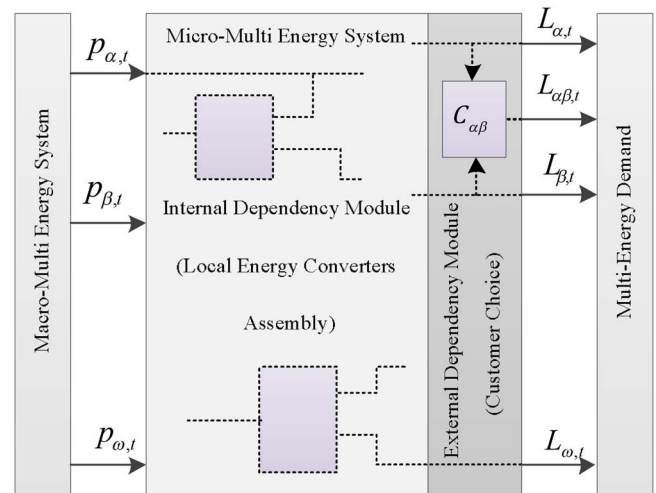 Macro-Multi Energy System
p_{α,t}
p_{β,t}
p_{ω,t}
Micro-Multi Energy System
Internal Dependency Module
(Local Energy Converters
Assembly)
C_{αβ}
External Dependency Module
(Customer Choice)
L_{α,t}
L_{αβ,t}
L_{β,t}
L_{ω,t}
Multi-Energy Demand